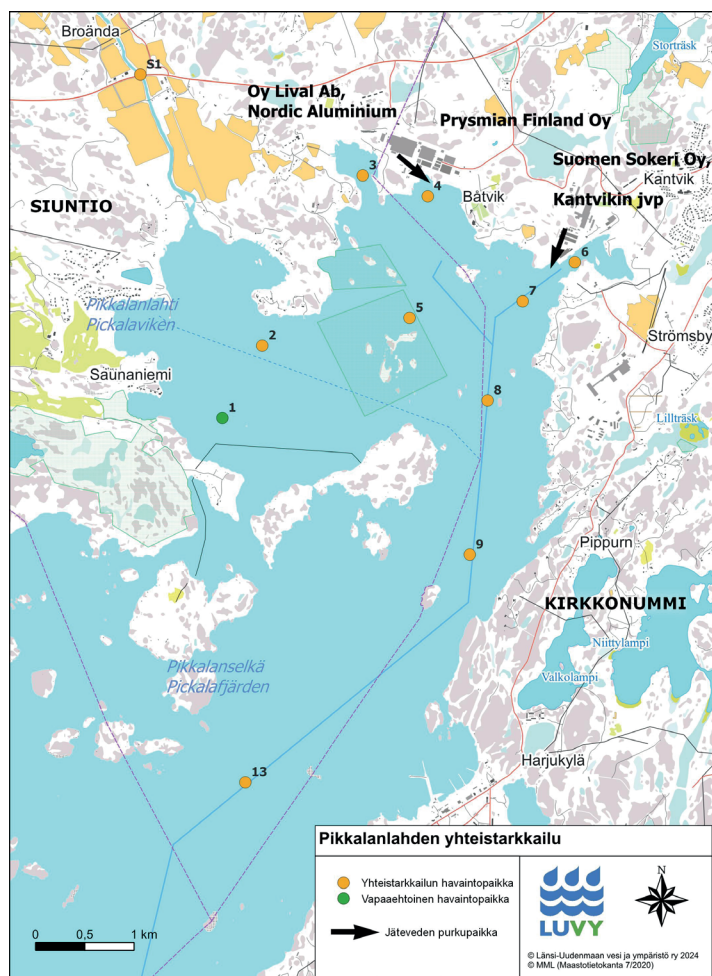 Broända
Storträsk
S1
Oy Lival Ab,
Nordic Aluminium
Prysmian Finland Oy
Suomen Sokeri Oy,
Kantvik
3
4
Båtvik
Kantvikin jvp
SIUNTIO
6
Pikkalanlahti
Pickalaviken
7
5
2
Strömsby
Saunaniemi
8
1
Lillträsk
9
Pippurn
KIRKKONUMMI
Niittylampi
Pikkalanselkä
Pickalafjärden
Valkolampi
13
Harjukylä
Pikkalanlahden yhteistarkkailu
Yhteistarkkailun havaintopaikka
Vapaaehtoinen havaintopaikka
Jäteveden purkupaikka
LUVY
N
0 0,5 1 km
© Länsi-Uudenmaan vesi ja ympäristö ry 2024
© MML (Maastotietokanta 7/2020)